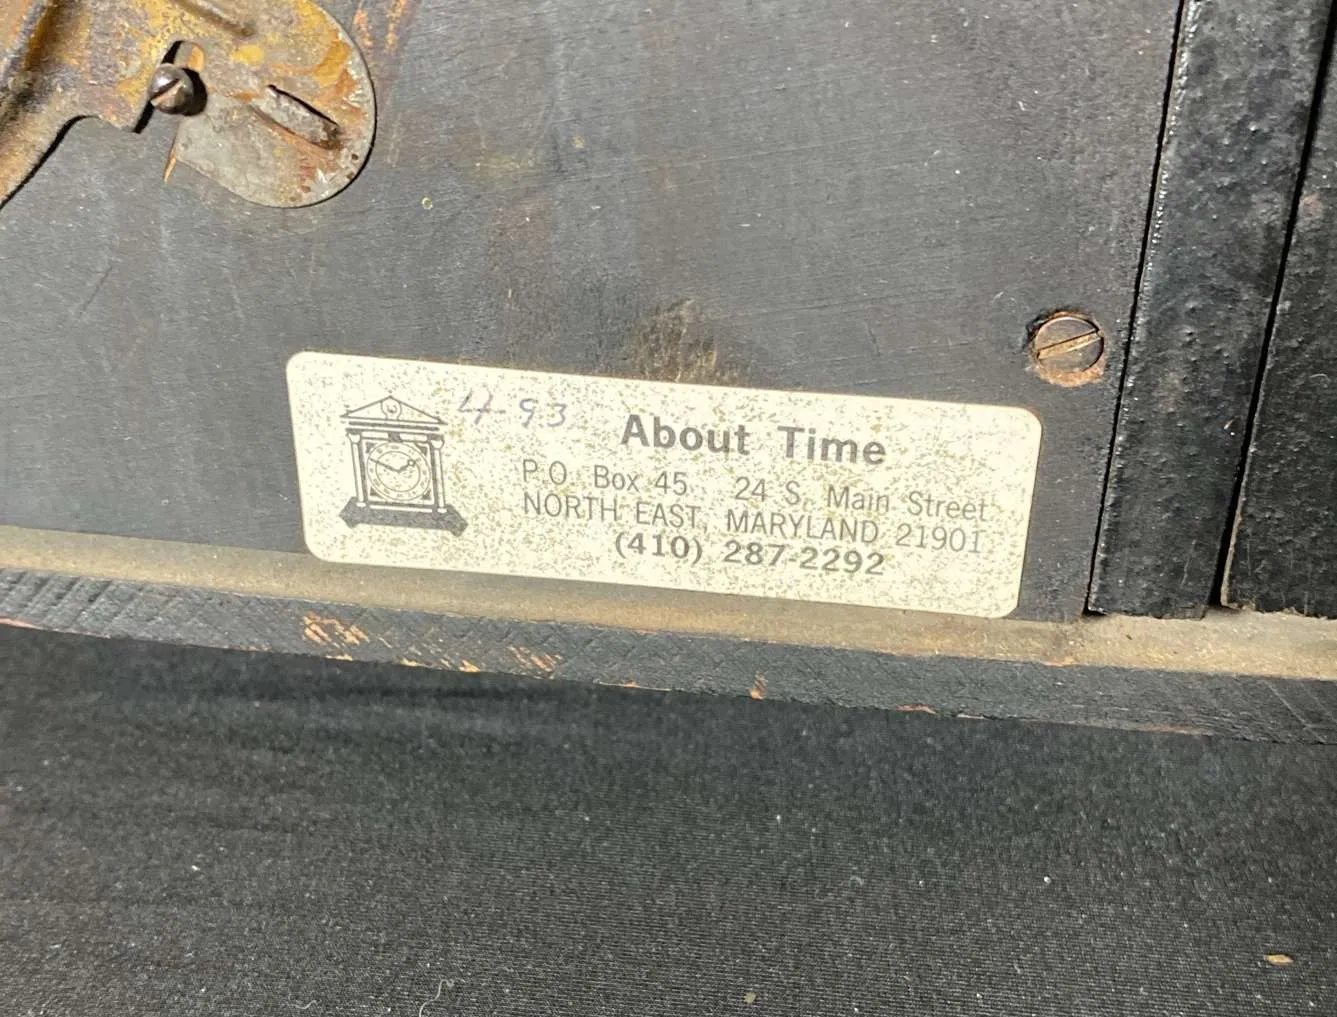 4-93
About Time
P.O. Box 45 24 S. Main Street
NORTH EAST, MARYLAND 21901
(410) 287-2292